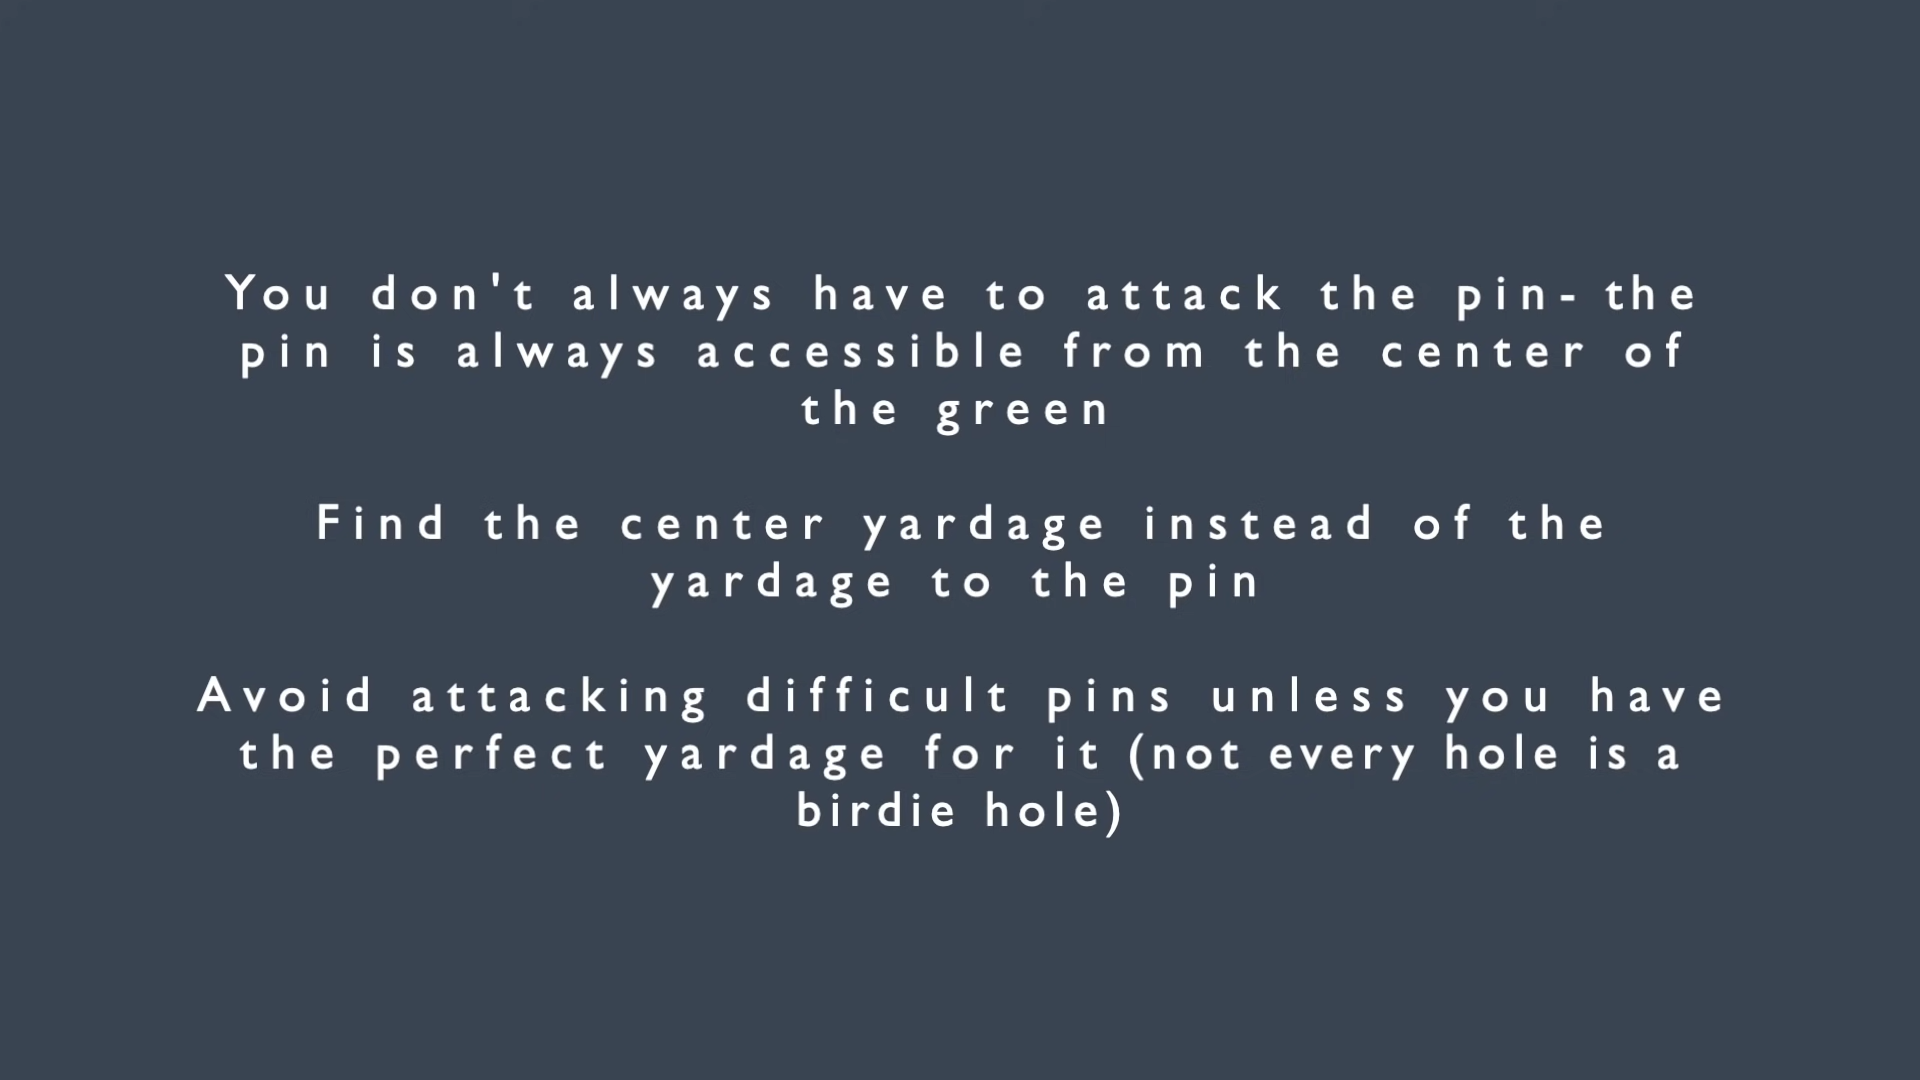 You don't always have to attack the pin- the
pin is always accessible from the center of
the green
Find the center yardage instead of the
yardage to the pin
Avoid attacking difficult pins unless you have
the perfect yardage for it (not every hole is a
birdie hole)